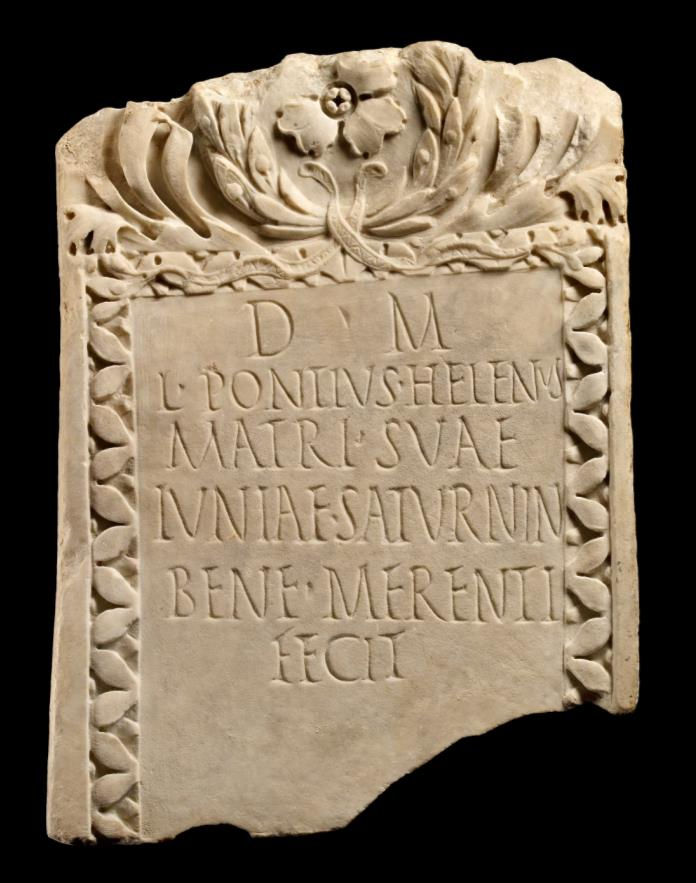 D · M
L · PONTIVS · HELENVS
MATRI · SVAE
IVNIAE · SATVRNIN
BENE · MERENTI
FECIT